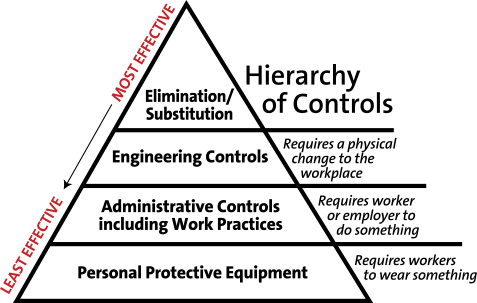 MOST EFFECTIVE
Hierarchy
of Controls
Elimination/
Substitution
Engineering Controls
Requires a physical
change to the
workplace
Administrative Controls
including Work Practices
Requires worker
or employer to
do something
LEAST EFFECTIVE
Personal Protective Equipment
Requires workers
to wear something